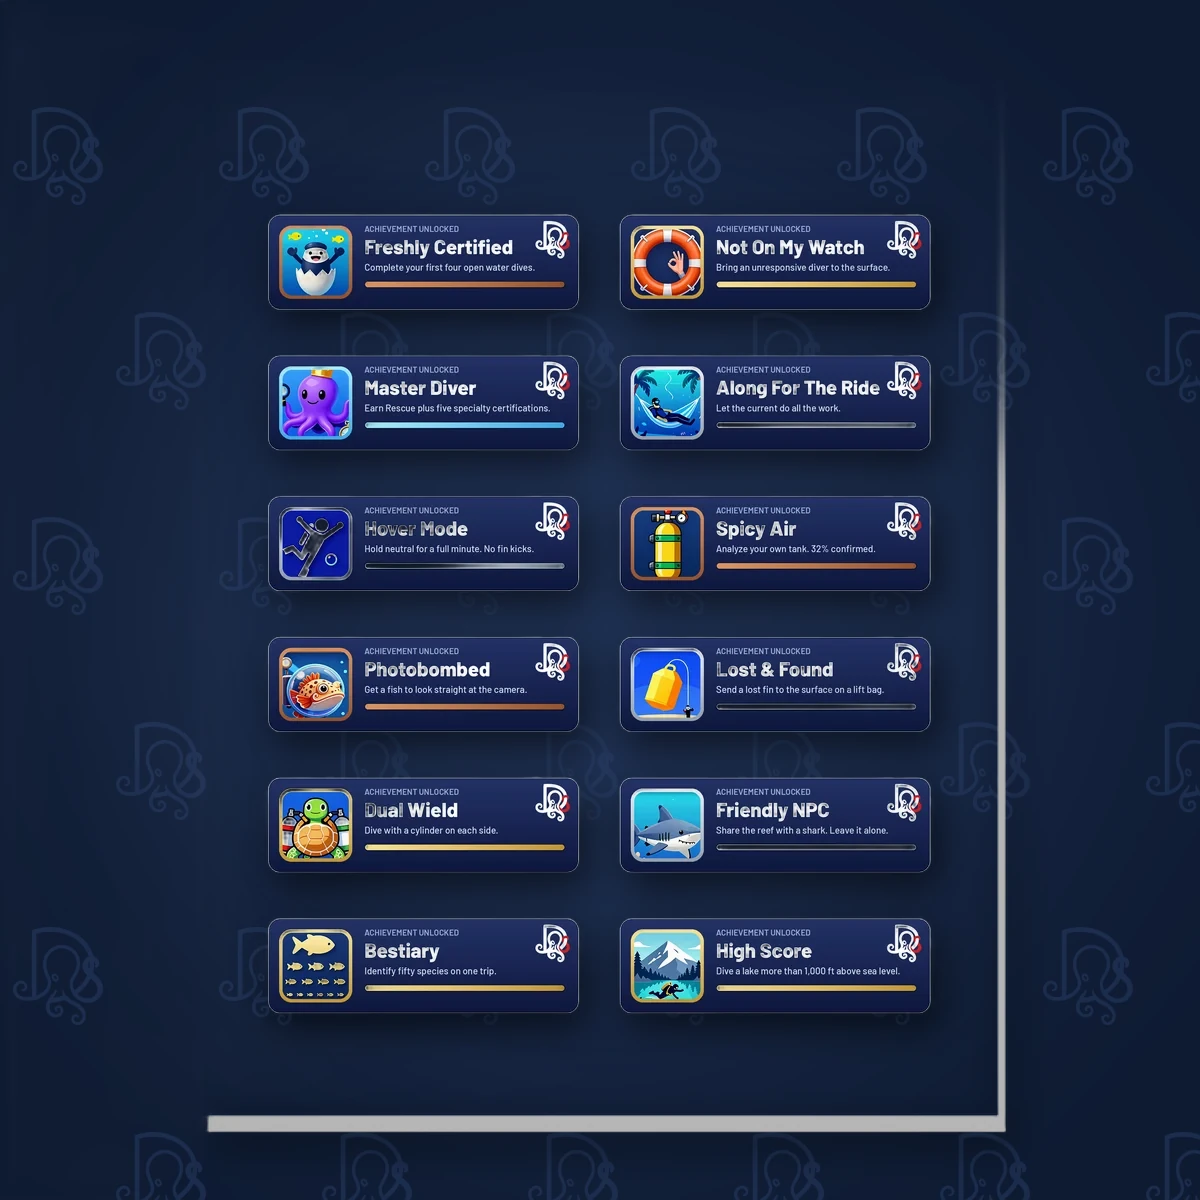 ACHIEVEMENT UNLOCKED
Freshly Certified
Complete your first four open water dives.
ACHIEVEMENT UNLOCKED
Not On My Watch
Bring an unresponsive diver to the surface.
ACHIEVEMENT UNLOCKED
Master Diver
Earn Rescue plus five specialty certifications.
ACHIEVEMENT UNLOCKED
Along For The Ride
Let the current do all the work.
ACHIEVEMENT UNLOCKED
Hover Mode
Hold neutral for a full minute. No fin kicks.
ACHIEVEMENT UNLOCKED
Spicy Air
Analyze your own tank. 32% confirmed.
ACHIEVEMENT UNLOCKED
Photobombed
Get a fish to look straight at the camera.
ACHIEVEMENT UNLOCKED
Lost & Found
Send a lost fin to the surface on a lift bag.
ACHIEVEMENT UNLOCKED
Dual Wield
Dive with a cylinder on each side.
ACHIEVEMENT UNLOCKED
Friendly NPC
Share the reef with a shark. Leave it alone.
ACHIEVEMENT UNLOCKED
Bestiary
Identify fifty species on one trip.
ACHIEVEMENT UNLOCKED
High Score
Dive a lake more than 1,000 ft above sea level.